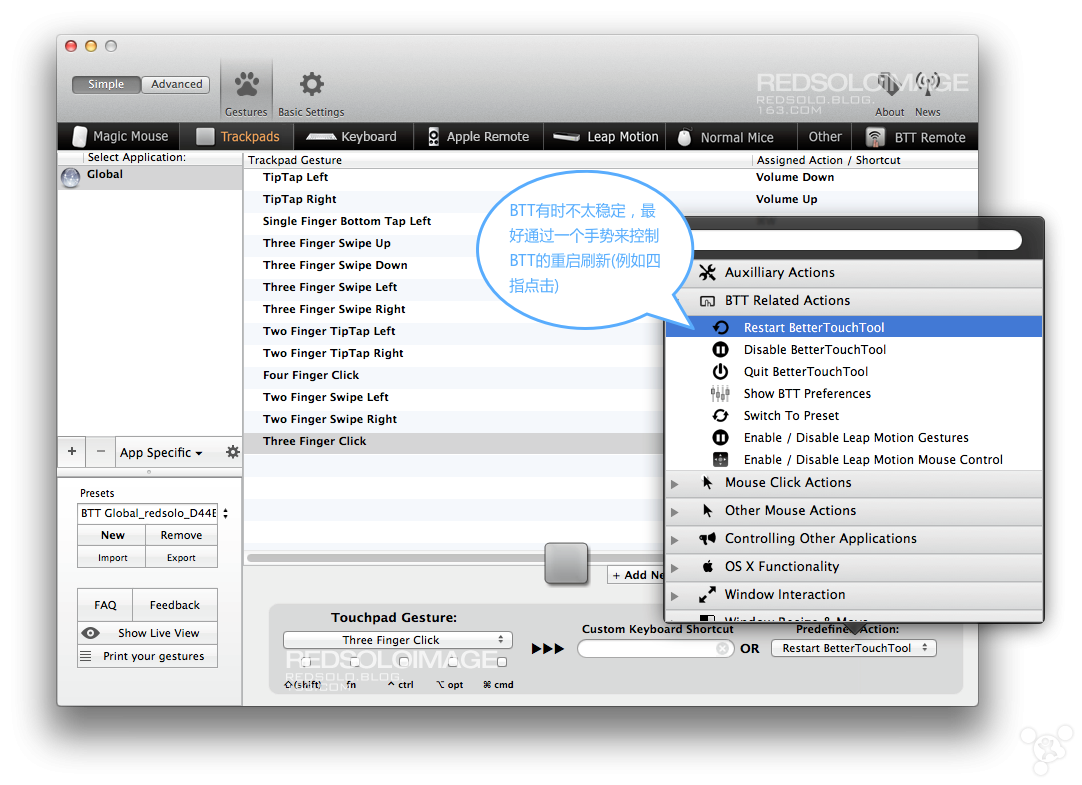 Simple
Advanced
Gestures
Basic Settings
REDSOLOIMAGE
REDSOLO.BLOG.
163.COM
About
News
Magic Mouse
Trackpads
Keyboard
Apple Remote
Leap Motion
Normal Mice
Other
BTT Remote
Select Application:
Global
Trackpad Gesture
Assigned Action / Shortcut
TipTap Left
Volume Down
TipTap Right
Volume Up
Single Finger Bottom Tap Left
Three Finger Swipe Up
Three Finger Swipe Down
Three Finger Swipe Left
Three Finger Swipe Right
Two Finger TipTap Left
Two Finger TipTap Right
Four Finger Click
Two Finger Swipe Left
Two Finger Swipe Right
Three Finger Click
BTT有时不太稳定，最
好通过一个手势来控制
BTT的重启刷新(例如四
指点击)
Auxilliary Actions
BTT Related Actions
Restart BetterTouchTool
Disable BetterTouchTool
Quit BetterTouchTool
Show BTT Preferences
Switch To Preset
Enable / Disable Leap Motion Gestures
Enable / Disable Leap Motion Mouse Control
Mouse Click Actions
Other Mouse Actions
Controlling Other Applications
OS X Functionality
Window Interaction
Window Resize & Move
+
−
App Specific
Presets
BTT Global_redsolo_D44E
New
Remove
Import
Export
FAQ
Feedback
Show Live View
Print your gestures
+ Add Ne
Touchpad Gesture:
Three Finger Click
REDSOLOIMAGE
REDSOLO.BLOG.
(shift)
fn
^ ctrl
⌥ opt
⌘ cmd
Custom Keyboard Shortcut
OR
Predefined Action:
Restart BetterTouchTool